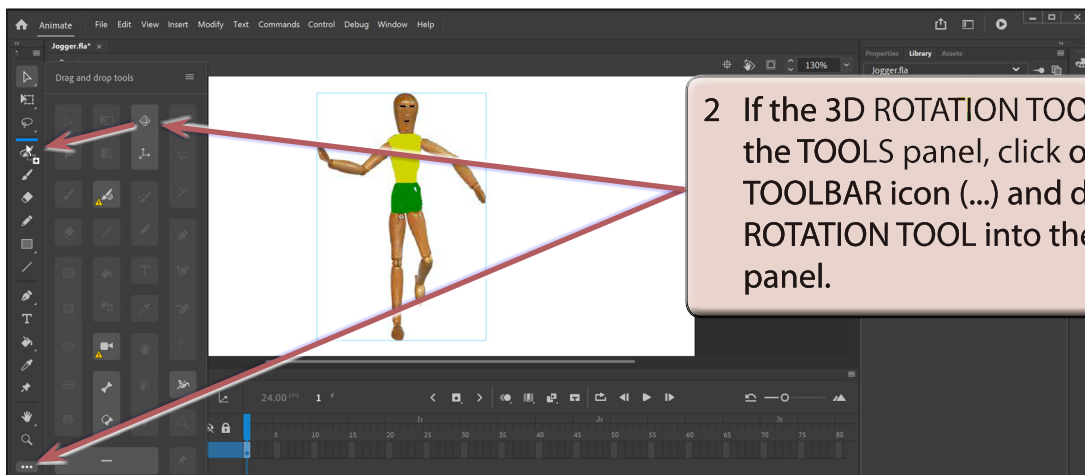 Animate File Edit View Insert Modify Text Commands Control Debug Window Help
Jogger.fla* ×
Properties Library Assets
Drag and drop tools
130%
Jogger.fla
2 If the 3D ROTATION TOO
the TOOLS panel, click o
TOOLBAR icon (...) and d
ROTATION TOOL into the
panel.
24.00 FPS 1 F
1s 2s 3s
5 10 15 20 25 30 35 40 45 50 55 60 65 70 75 80